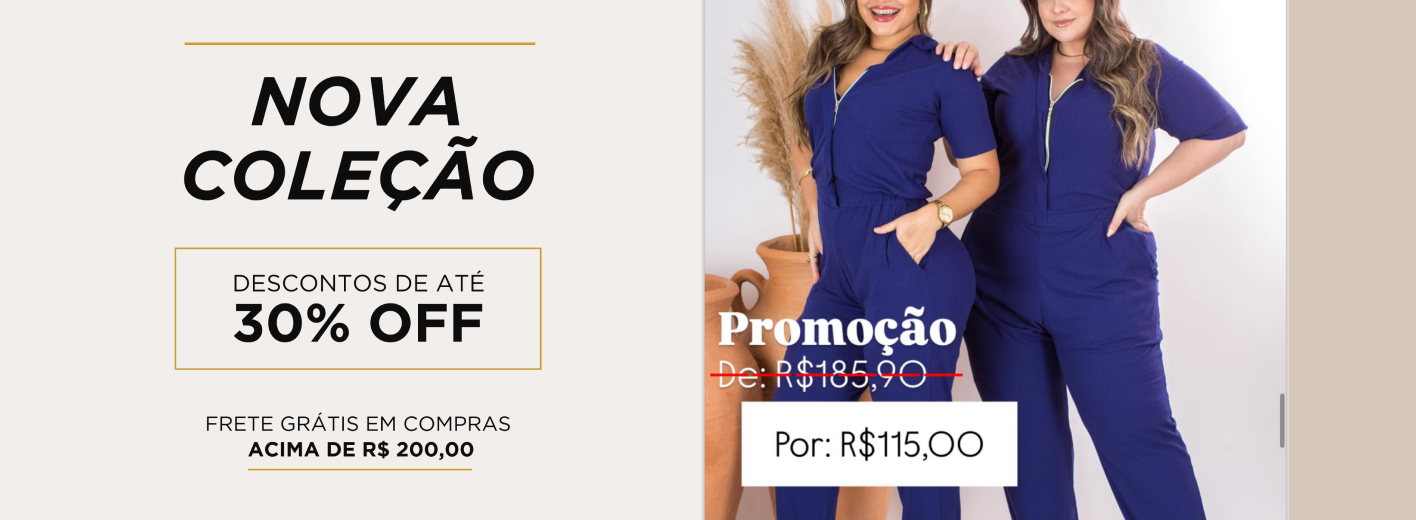 NOVA
COLEÇÃO
DESCONTOS DE ATÉ
30% OFF
FRETE GRÁTIS EM COMPRAS
ACIMA DE R$ 200,00
Promoção
De: R$185,90
Por: R$115,00